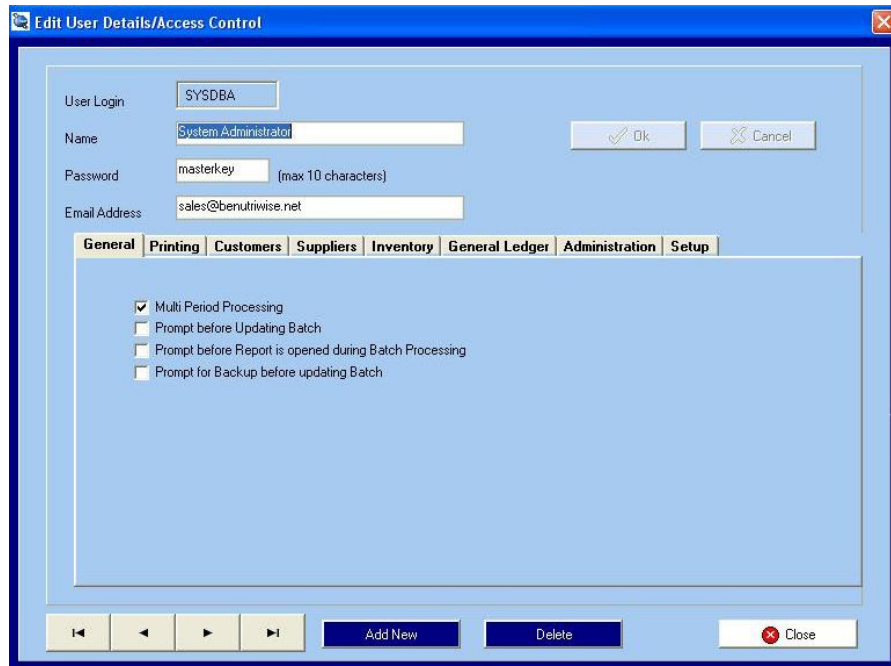 Edit User Details/Access Control
User Login SYSDBA
Name System Administrator Ok Cancel
Password masterkey (max 10 characters)
Email Address sales@benutriwise.net
General Printing Customers Suppliers Inventory General Ledger Administration Setup
Multi Period Processing
Prompt before Updating Batch
Prompt before Report is opened during Batch Processing
Prompt for Backup before updating Batch
Add New Delete Close